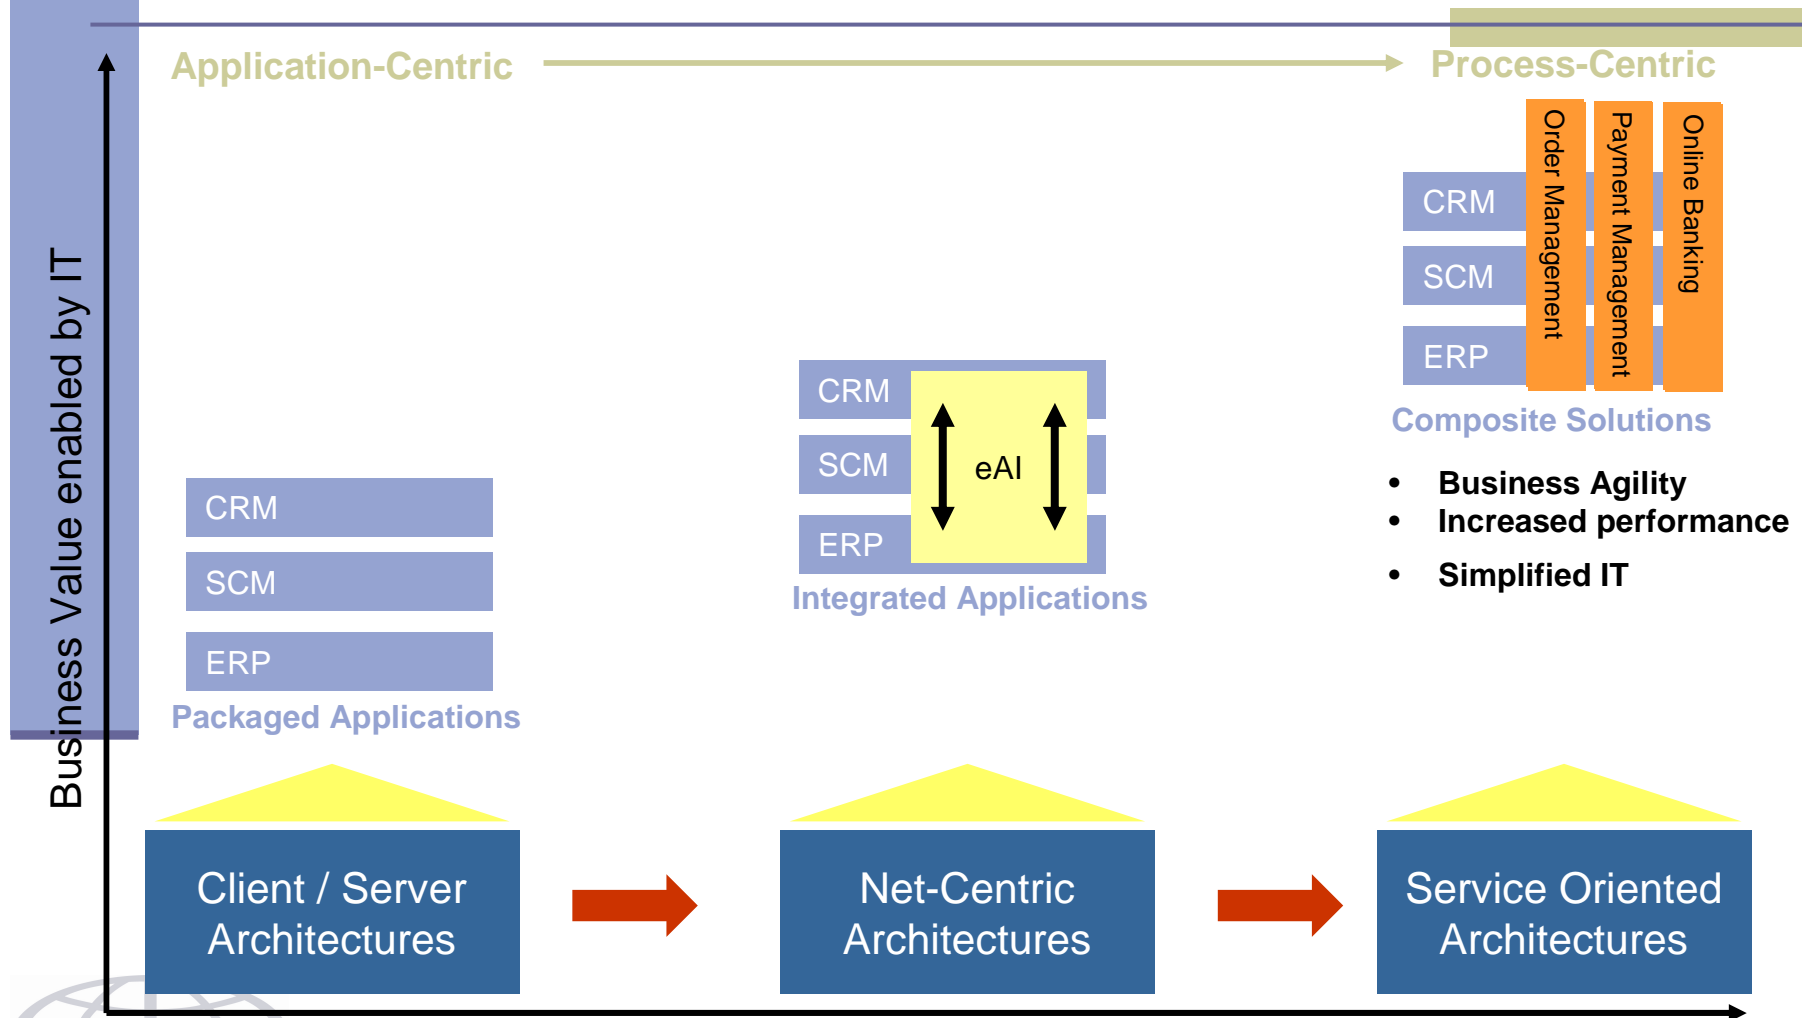 Application-Centric
Process-Centric
Business Value enabled by IT
CRM
SCM
ERP
Packaged Applications
CRM
SCM
ERP
eAI
Integrated Applications
CRM
SCM
ERP
Order Management
Payment Management
Online Banking
Composite Solutions
• Business Agility
• Increased performance
• Simplified IT
Client / Server
Architectures
Net-Centric
Architectures
Service Oriented
Architectures